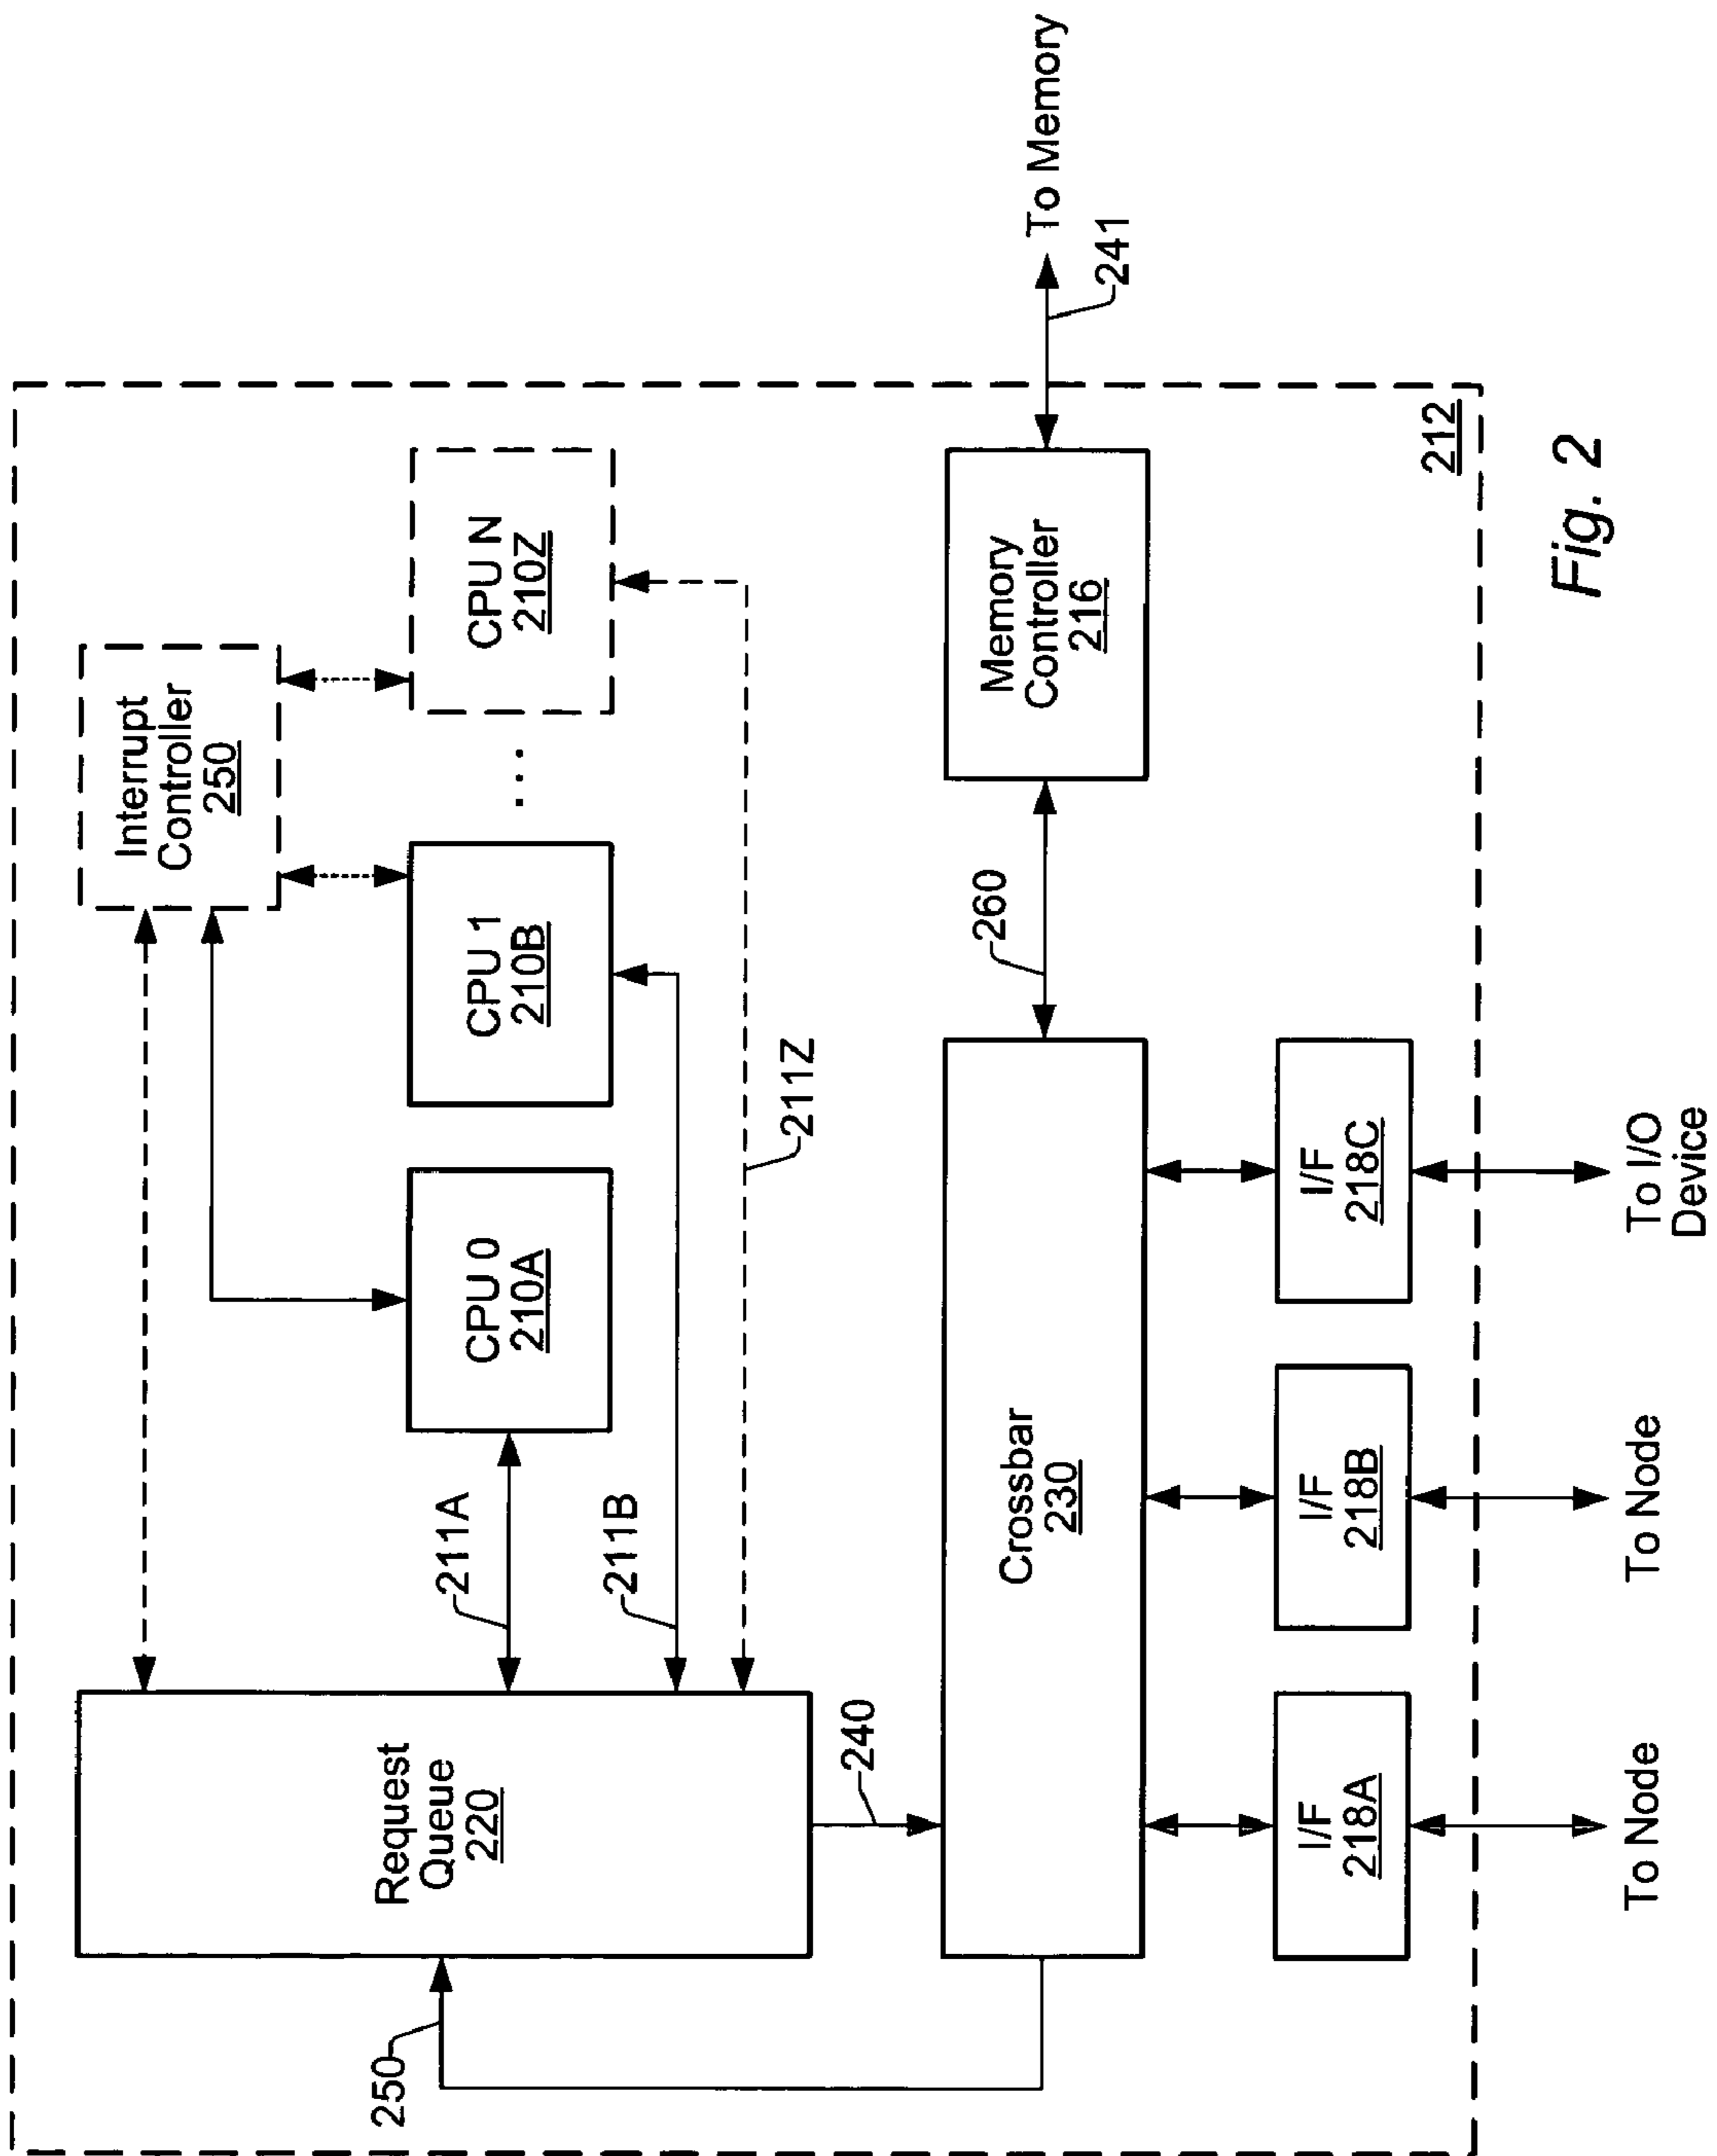 Interrupt
Controller
250
Request
Queue
220
211A
CPU 0
210A
CPU 1
210B
...
CPU N
210Z
211B
211Z
250
240
Crossbar
230
260
Memory
Controller
216
To Memory
241
I/F
218A
I/F
218B
I/F
218C
212
To Node
To Node
To I/O
Device
Fig. 2